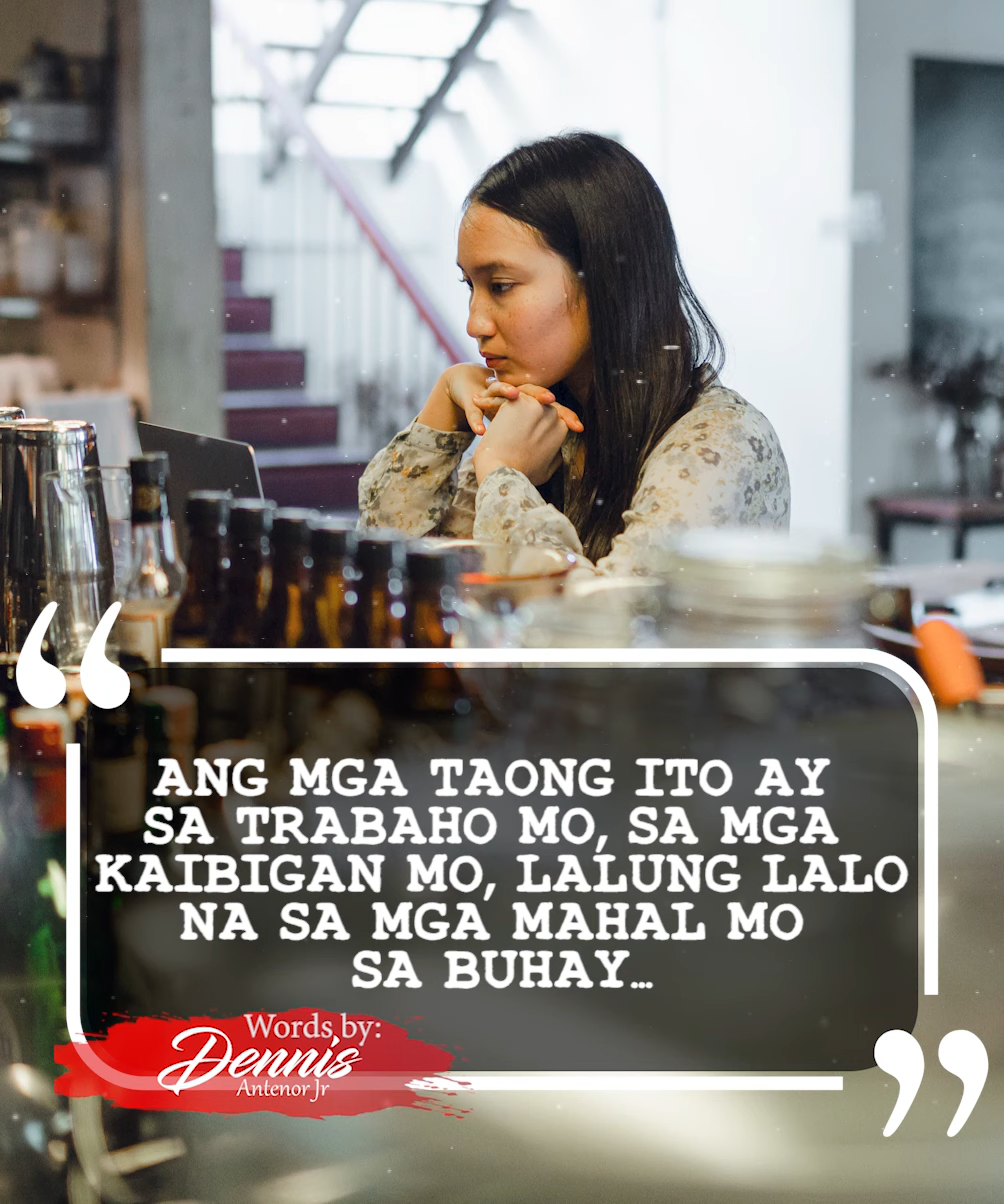 “
ANG MGA TAONG ITO AY
SA TRABAHO MO, SA MGA
KAIBIGAN MO, LALUNG LALO
NA SA MGA MAHAL MO
SA BUHAY...
”
Words by:
Dennis
Antenor Jr